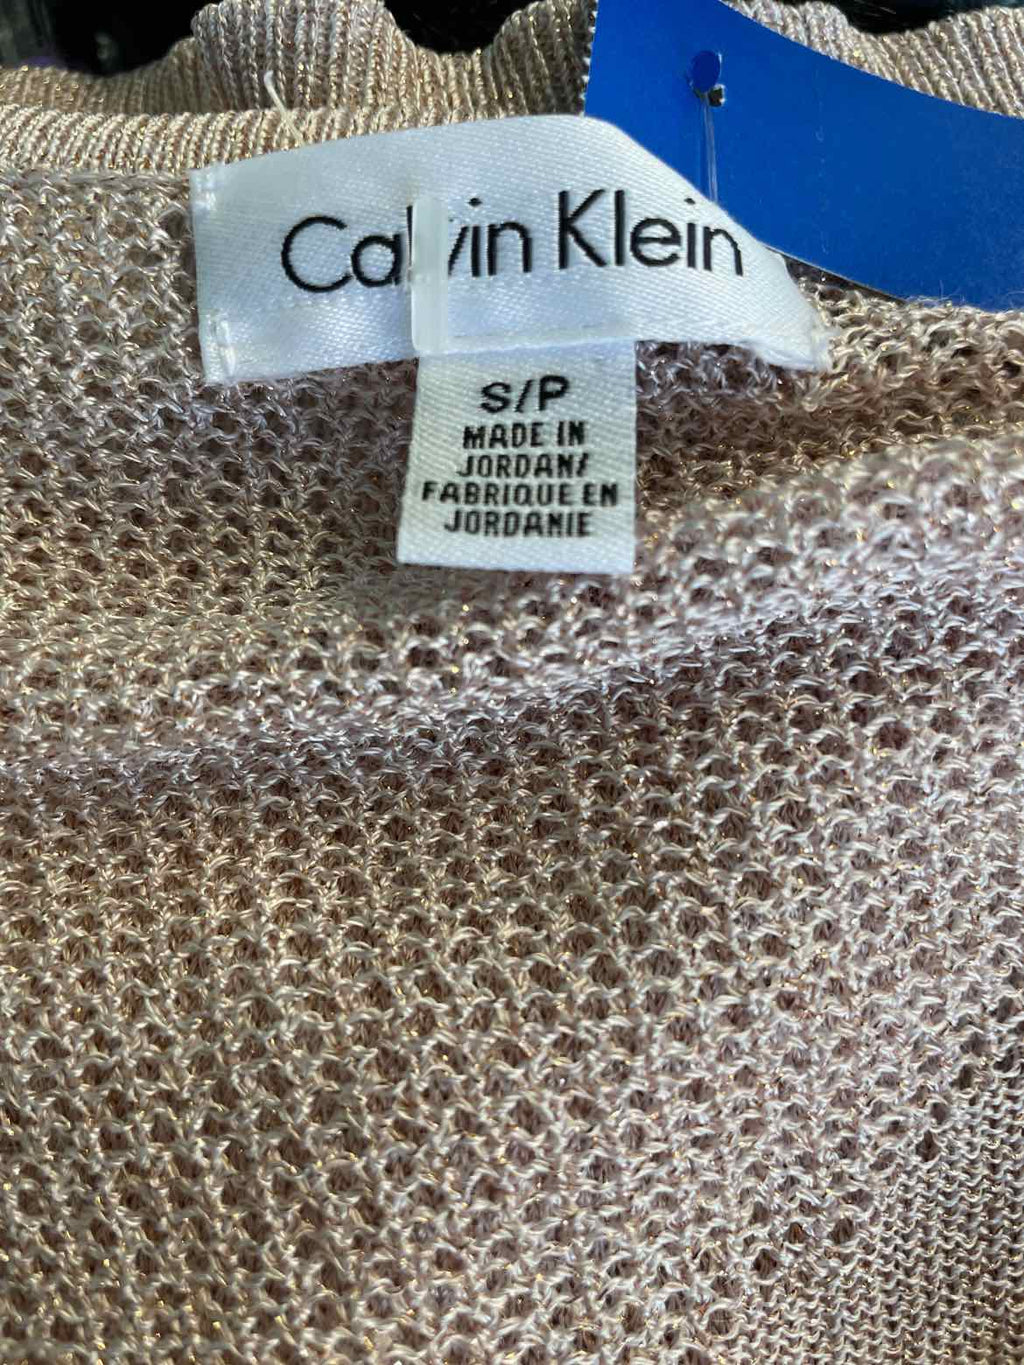 Calvin Klein
S/P
MADE IN
JORDAN/
FABRIQUE EN
JORDANIE